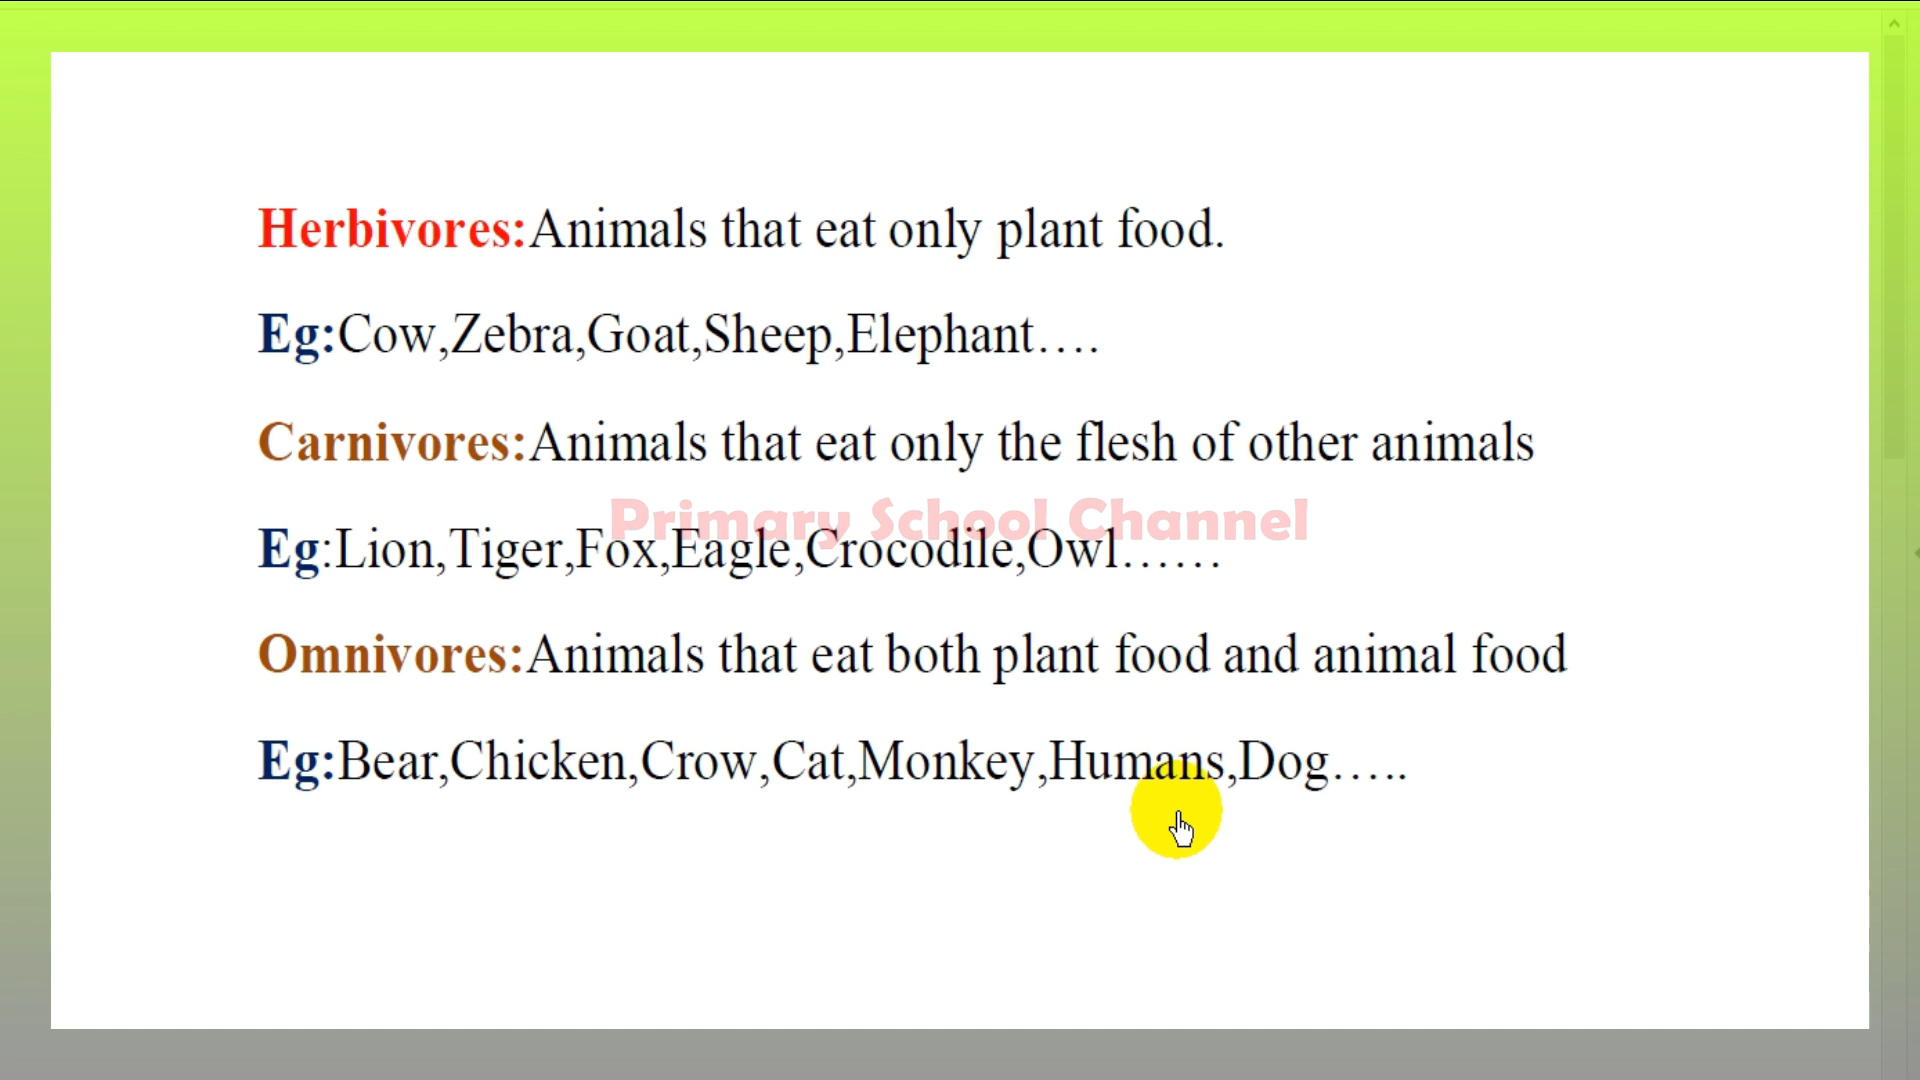 Herbivores:Animals that eat only plant food.
Eg:Cow,Zebra,Goat,Sheep,Elephant....
Carnivores:Animals that eat only the flesh of other animals
Primary School Channel
Eg:Lion,Tiger,Fox,Eagle,Crocodile,Owl......
Omnivores:Animals that eat both plant food and animal food
Eg:Bear,Chicken,Crow,Cat,Monkey,Humans,Dog.....